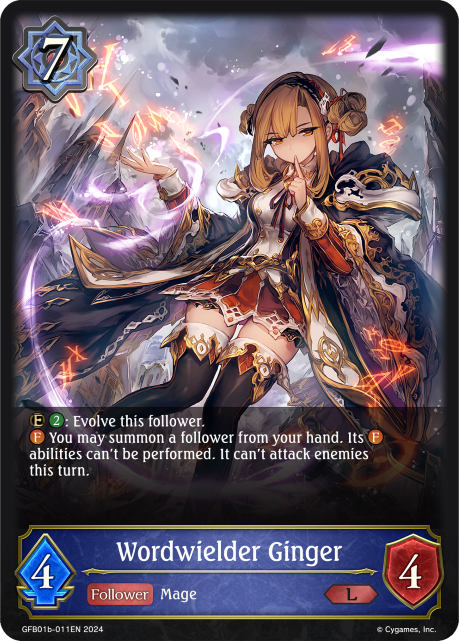 7
E 2: Evolve this follower.
F You may summon a follower from your hand. Its F
abilities can't be performed. It can't attack enemies
this turn.
Wordwielder Ginger
4
Follower Mage L
4
GFB01b-011EN 2024 © Cygames, Inc.